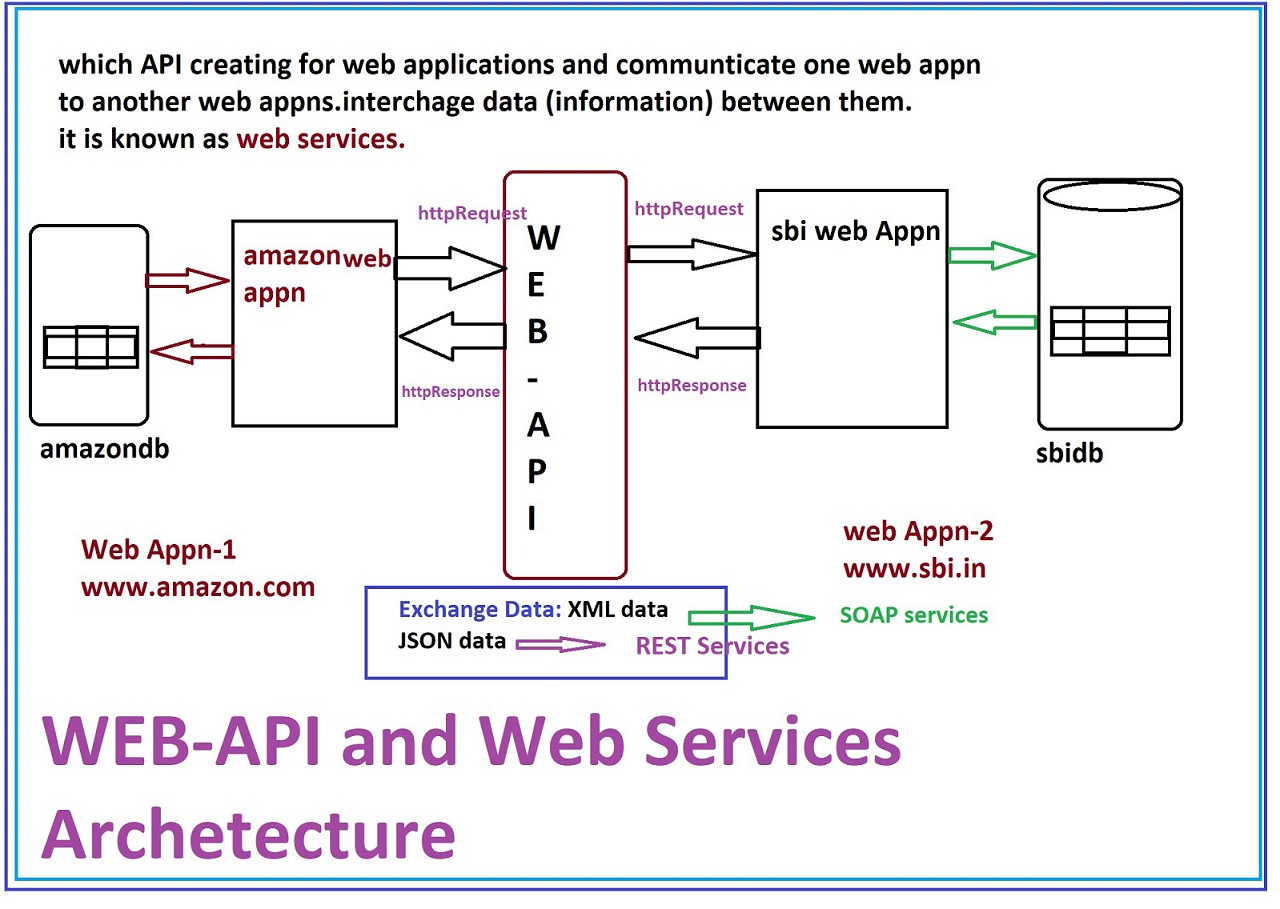 which API creating for web applications and communticate one web appn
to another web appns.interchage data (information) between them.
it is known as web services.
httpRequest
httpRequest
W
E
B
-
A
P
I
amazon web
appn
sbi web Appn
httpResponse
httpResponse
amazondb
sbidb
Web Appn-1
www.amazon.com
web Appn-2
www.sbi.in
Exchange Data: XML data
SOAP services
JSON data
REST Services
WEB-API and Web Services
Archetecture